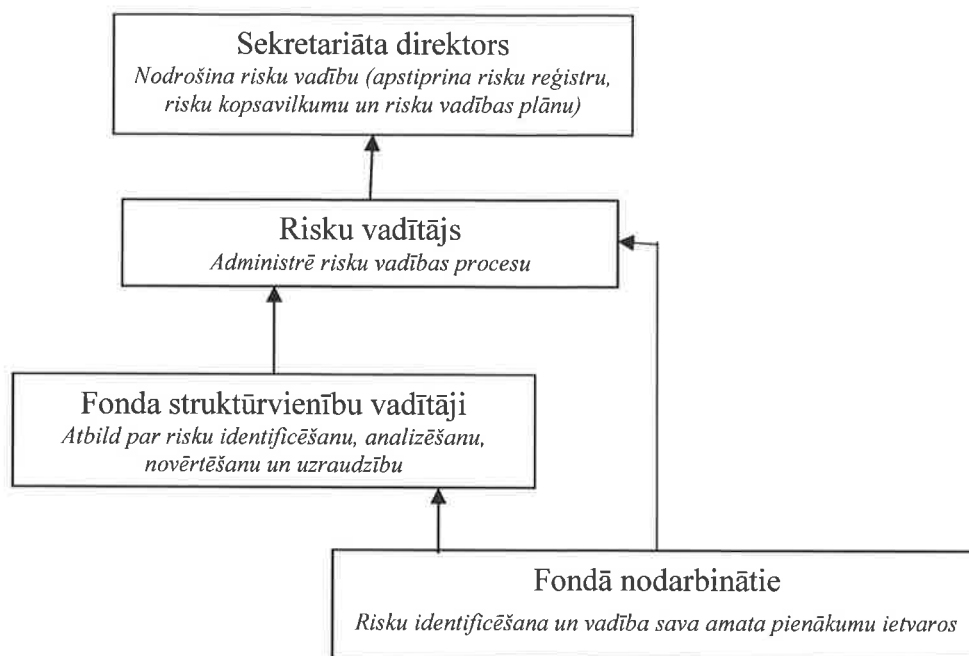 Sekretariāta direktors
Nodrošina risku vadību (apstiprina risku reģistru,
risku kopsavilkumu un risku vadības plānu)
Risku vadītājs
Administrē risku vadības procesu
Fonda struktūrvienību vadītāji
Atbild par risku identificēšanu, analizēšanu,
novērtēšanu un uzraudzību
Fondā nodarbinātie
Risku identificēšana un vadība sava amata pienākumu ietvaros